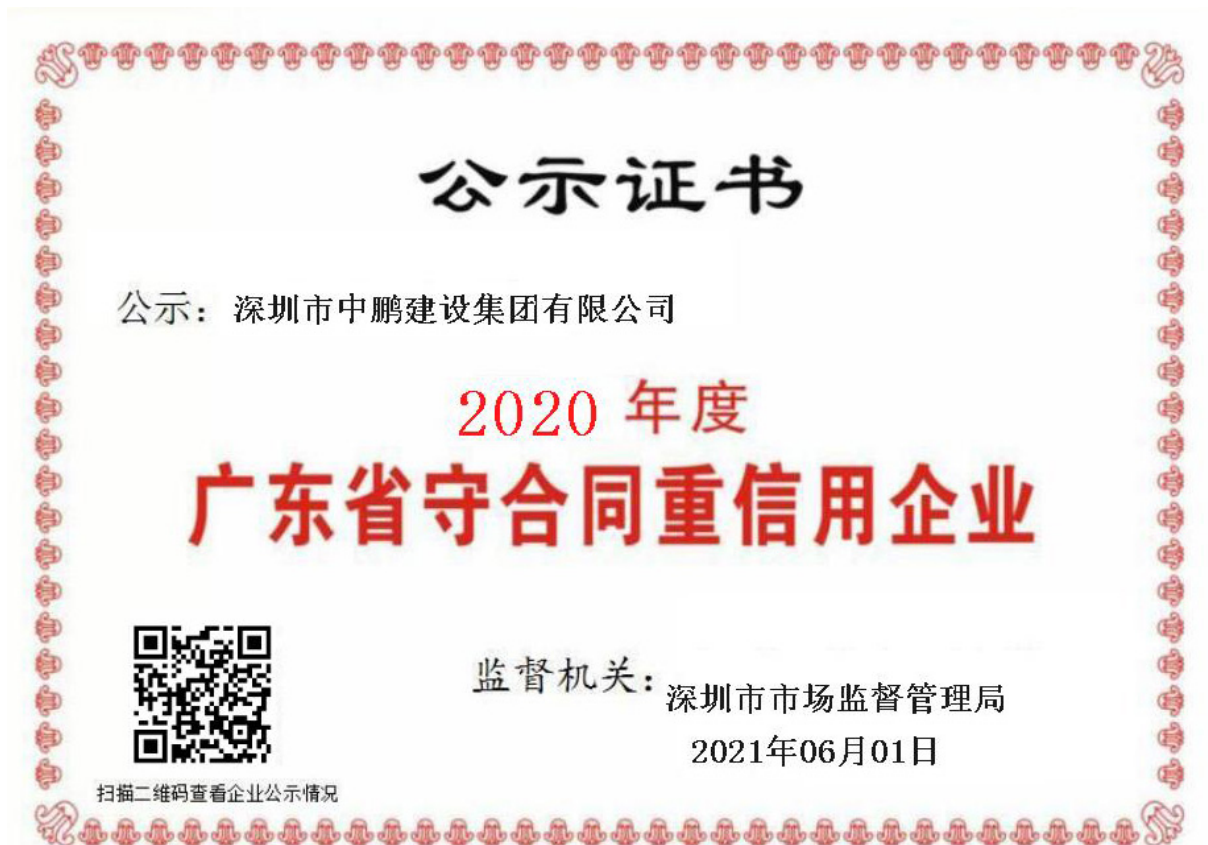 公示证书
公示：深圳市中鹏建设集团有限公司
2020 年度
广东省守合同重信用企业
监督机关：深圳市市场监督管理局
2021年06月01日
扫描二维码查看企业公示情况